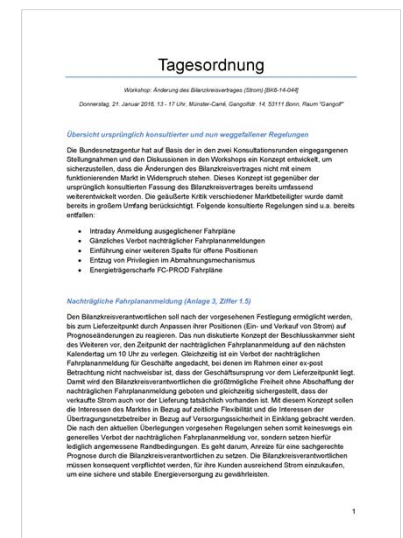 Tagesordnung
Workshop: Änderung des Bilanzkreisvertrages (Strom) [BK6-14-044]
Donnerstag, 21. Januar 2016, 13 - 17 Uhr, Münster-Carré, Gangolfstr. 14, 53111 Bonn, Raum "Gangolf"
Übersicht ursprünglich konsultierter und nun weggefallener Regelungen
Die Bundesnetzagentur hat auf Basis der in den zwei Konsultationsrunden eingegangenen
Stellungnahmen und den Diskussionen in den Workshops ein Konzept entwickelt, um
sicherzustellen, dass die Änderungen des Bilanzkreisvertrages nicht mit einem
funktionierenden Markt in Widerspruch stehen. Dieses Konzept ist gegenüber der
ursprünglich konsultierten Fassung des Bilanzkreisvertrages bereits umfassend
weiterentwickelt worden. Die geäußerte Kritik verschiedener Marktbeteiligter wurde damit
bereits in großem Umfang berücksichtigt. Folgende konsultierte Regelungen sind u.a. bereits
entfallen:
• Intraday Anmeldung ausgeglichener Fahrpläne
• Gänzliches Verbot nachträglicher Fahrplananmeldungen
• Einführung einer weiteren Spalte für offene Positionen
• Entzug von Privilegien im Abmahnungsmechanismus
• Energieträgerscharfe FC-PROD Fahrpläne
Nachträgliche Fahrplananmeldung (Anlage 3, Ziffer 1.5)
Den Bilanzkreisverantwortlichen soll nach der vorgesehenen Festlegung ermöglicht werden,
bis zum Lieferzeitpunkt durch Anpassen ihrer Positionen (Ein- und Verkauf von Strom) auf
Prognoseänderungen zu reagieren. Das nun diskutierte Konzept der Beschlusskammer sieht
des Weiteren vor, den Zeitpunkt der nachträglichen Fahrplananmeldung auf den nächsten
Kalendertag um 10 Uhr zu verlegen. Gleichzeitig ist ein Verbot der nachträglichen
Fahrplananmeldung für Geschäfte angedacht, bei denen im Rahmen einer ex-post
Betrachtung nicht nachweisbar ist, dass der Geschäftsursprung vor dem Lieferzeitpunkt liegt.
Damit wird den Bilanzkreisverantwortlichen die größtmögliche Freiheit ohne Abschaffung der
nachträglichen Fahrplananmeldung geboten und gleichzeitig sichergestellt, dass der
verkaufte Strom auch vor der Lieferung tatsächlich vorhanden ist. Mit diesem Konzept sollen
die Interessen des Marktes in Bezug auf zeitliche Flexibilität und die Interessen der
Übertragungsnetzbetreiber in Bezug auf Versorgungssicherheit in Einklang gebracht werden.
Die nach den aktuellen Überlegungen vorgesehen Regelungen sehen somit keineswegs ein
generelles Verbot der nachträglichen Fahrplananmeldung vor, sondern setzen hierfür
lediglich angemessene Randbedingungen. Es geht darum, Anreize für eine sachgerechte
Prognose durch die Bilanzkreisverantwortlichen zu setzen. Die Bilanzkreisverantwortlichen
müssen konsequent verpflichtet werden, für ihre Kunden ausreichend Strom einzukaufen,
um eine sichere und stabile Energieversorgung zu gewährleisten.
1